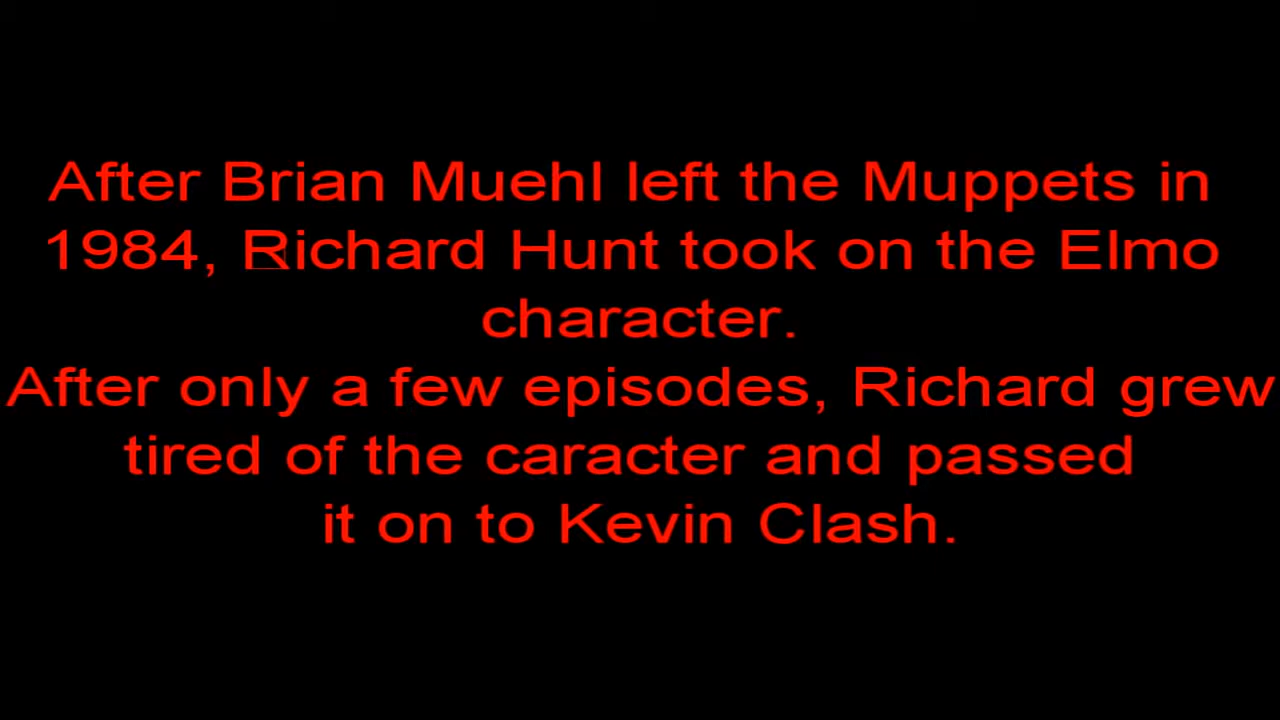 After Brian Muehl left the Muppets in
1984, Richard Hunt took on the Elmo
character.
After only a few episodes, Richard grew
tired of the caracter and passed
it on to Kevin Clash.